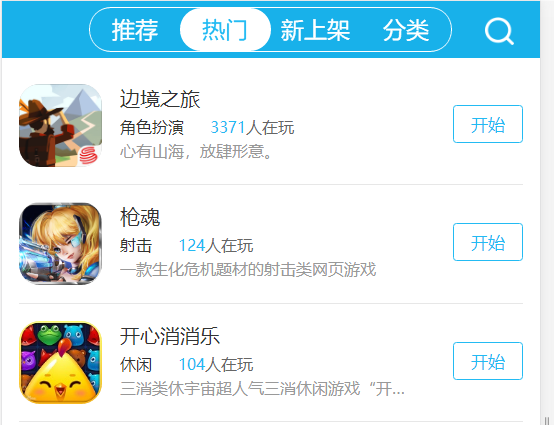 推荐 热门 新上架 分类
边境之旅
角色扮演 3371人在玩
心有山海，放肆形意。
开始
枪魂
射击 124人在玩
一款生化危机题材的射击类网页游戏
开始
开心消消乐
休闲 104人在玩
三消类休宇宙超人气三消休闲游戏“开...
开始